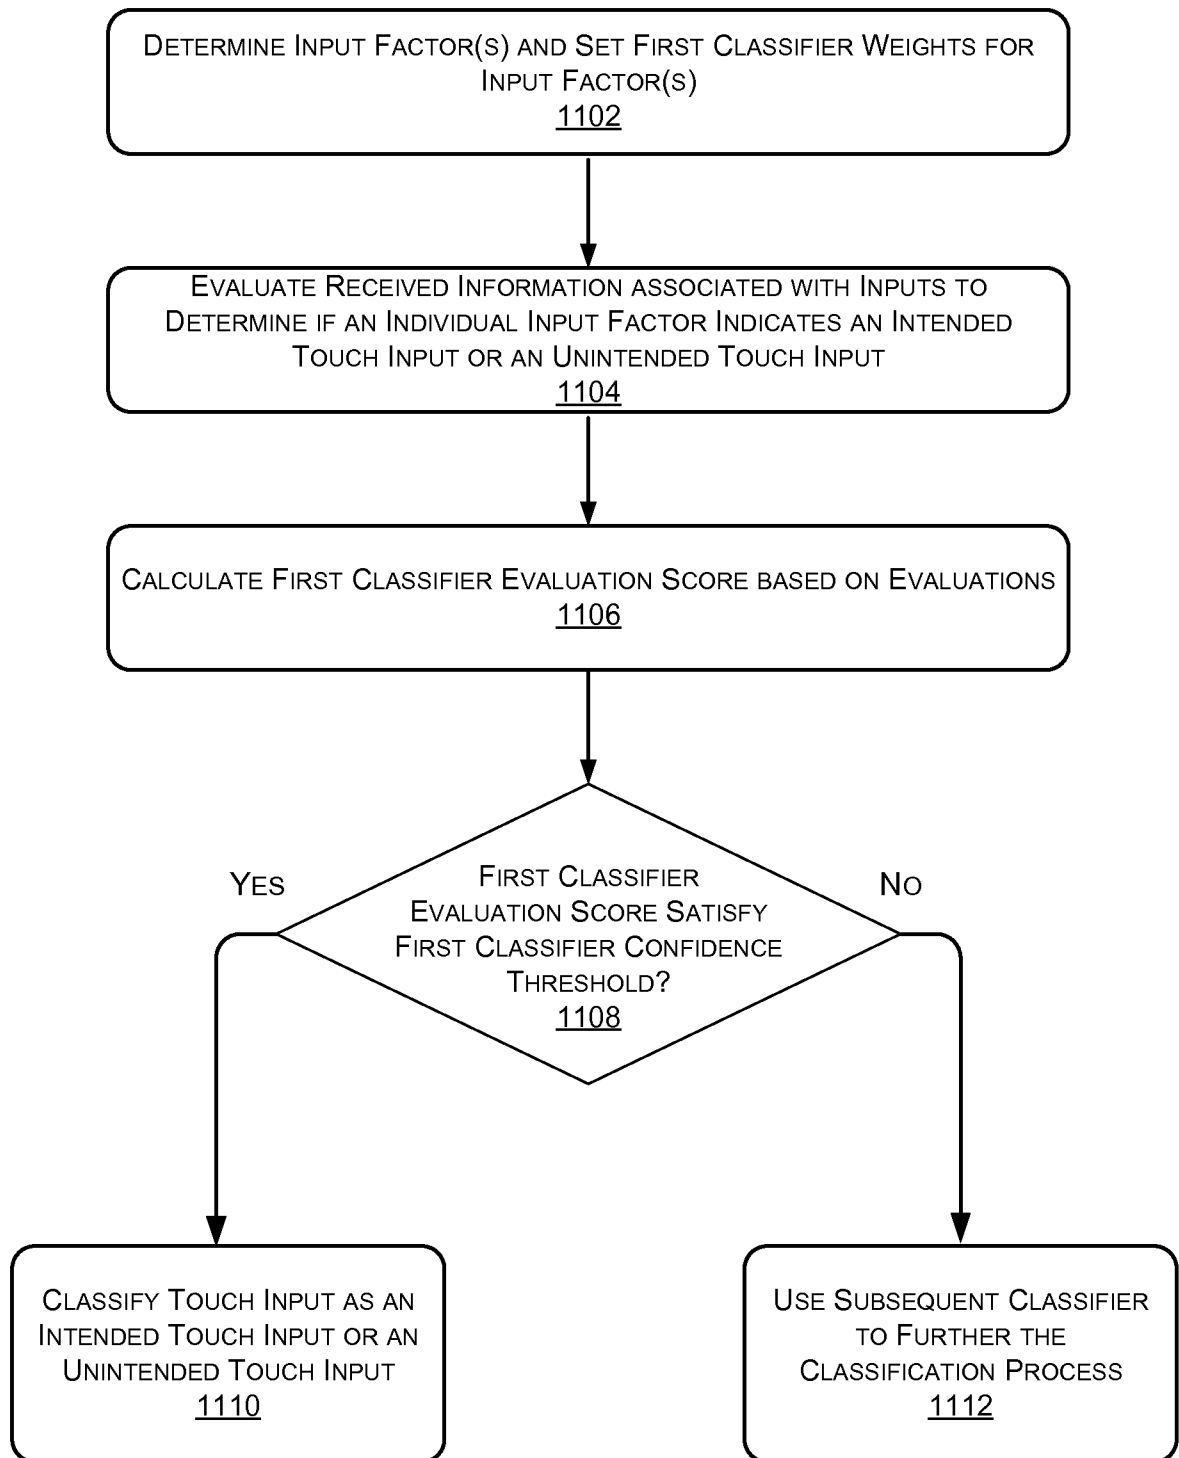 DETERMINE INPUT FACTOR(S) AND SET FIRST CLASSIFIER WEIGHTS FOR
INPUT FACTOR(S)
1102
EVALUATE RECEIVED INFORMATION ASSOCIATED WITH INPUTS TO
DETERMINE IF AN INDIVIDUAL INPUT FACTOR INDICATES AN INTENDED
TOUCH INPUT OR AN UNINTENDED TOUCH INPUT
1104
CALCULATE FIRST CLASSIFIER EVALUATION SCORE BASED ON EVALUATIONS
1106
FIRST CLASSIFIER
EVALUATION SCORE SATISFY
FIRST CLASSIFIER CONFIDENCE
THRESHOLD?
1108
YES
NO
CLASSIFY TOUCH INPUT AS AN
INTENDED TOUCH INPUT OR AN
UNINTENDED TOUCH INPUT
1110
USE SUBSEQUENT CLASSIFIER
TO FURTHER THE
CLASSIFICATION PROCESS
1112